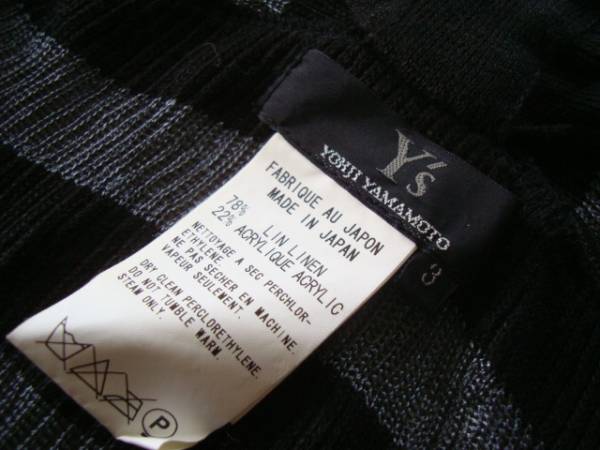 Y's
YOHJI YAMAMOTO
3
FABRIQUE AU JAPON
MADE IN JAPAN
78% LIN LINEN
22% ACRYLIQUE ACRYLIC
NETTOYAGE A SEC PERCHLOR-
ETHYLENE.
NE PAS SECHER EN MACHINE.
VAPEUR SEULEMENT.
DRY CLEAN PERCLORETHYLENE.
DO NOT TUMBLE WARM.
STEAM ONLY.
P